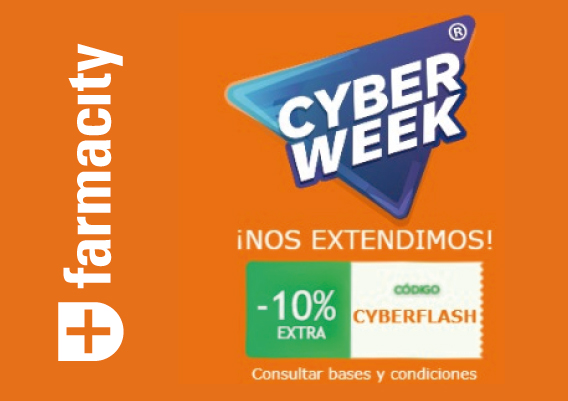 farmacity
CYBER ®
WEEK
¡NOS EXTENDIMOS!
-10%
EXTRA
CÓDIGO
CYBERFLASH
Consultar bases y condiciones